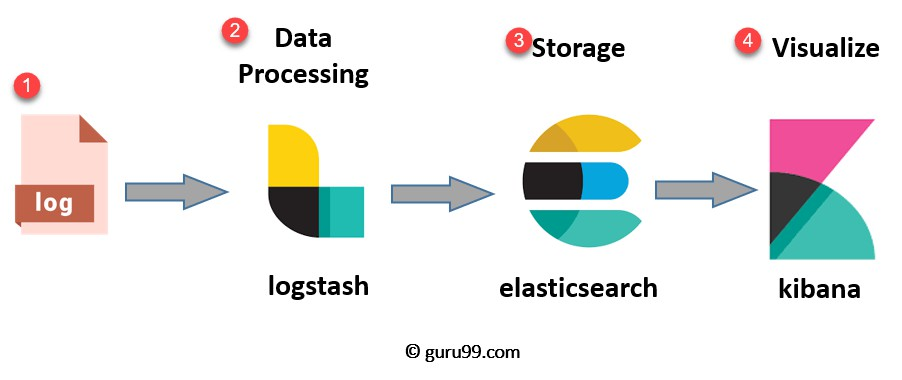 1
log
2
Data
Processing
logstash
3
Storage
elasticsearch
4
Visualize
kibana
© guru99.com